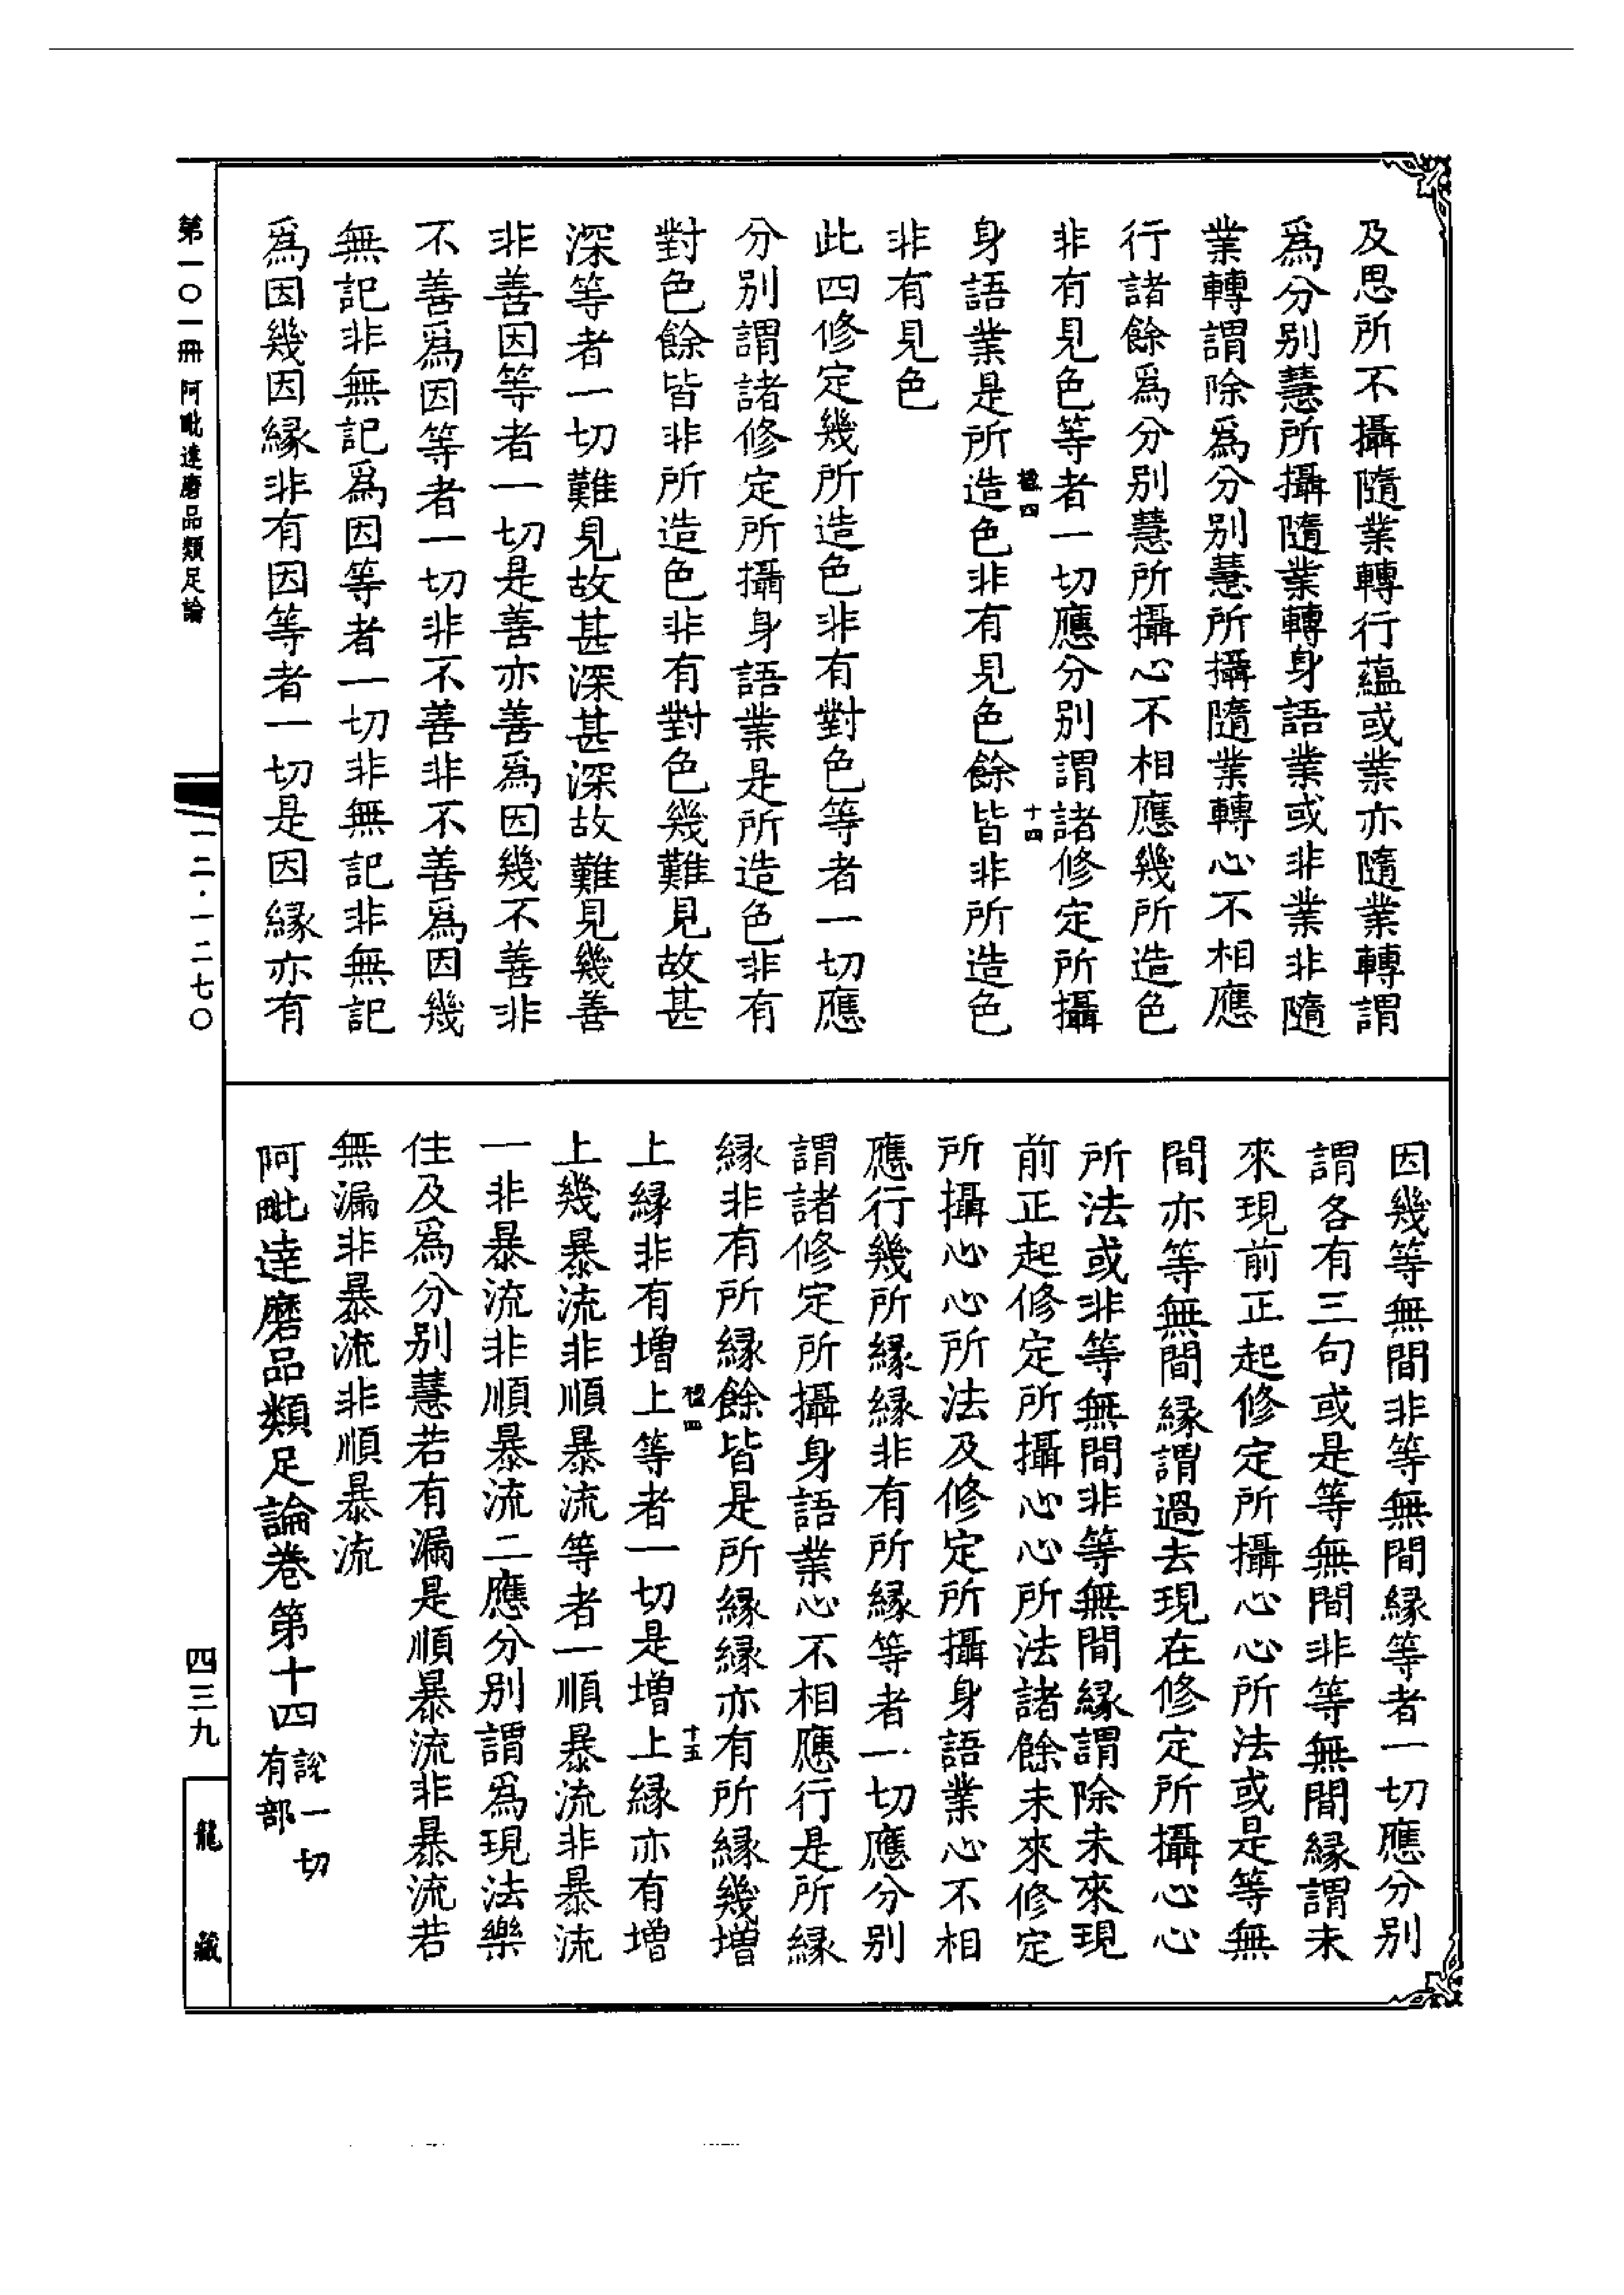 及思所不攝隨業轉行蘊或業亦隨業轉謂
爲分別慧所攝隨業轉身語業或非業非隨
業轉謂除爲分別慧所攝隨業轉心不相應
行諸餘爲分別慧所攝心不相應幾所造色
非有見色等者一切應分別謂諸修定所攝
四
十四
身語業是所造色非有見色餘皆非所造色
非有見色
此四修定幾所造色非有對色等者一切應
分別謂諸修定所攝身語業是所造色非有
對色餘皆非所造色非有對色幾難見故甚
深等者一切難見故甚深甚深故難見幾善
非善因等者一切是善亦善爲因幾不善非
不善爲因等者一切非不善非不善爲因幾
無記非無記爲因等者一切非無記非無記
爲因幾因縁非有因等者一切是因縁亦有
因幾等無間非等無間縁等者一切應分別
謂各有三句或是等無間非等無間縁謂未
來現前正起修定所攝心心所法或是等無
間亦等無間縁謂過去現在修定所攝心心
所法或非等無間非等無間縁謂除未來現
前正起修定所攝心心所法諸餘未來修定
所攝心心所法及修定所攝身語業心不相
應行幾所縁縁非有所縁等者一切應分別
謂諸修定所攝身語業心不相應行是所縁
縁非有所縁餘皆是所縁縁亦有所縁幾增
四
十五
上縁非有增上等者一切是增上縁亦有增
上幾暴流非順暴流等者一順暴流非暴流
一非暴流非順暴流二應分別謂爲現法樂
住及爲分別慧若有漏是順暴流非暴流若
無漏非暴流非順暴流
阿毗達磨品類足論卷第十四 說一切
有部
第一〇一冊 阿毗達磨品類足論
一二·一二七〇
四三九
龍藏